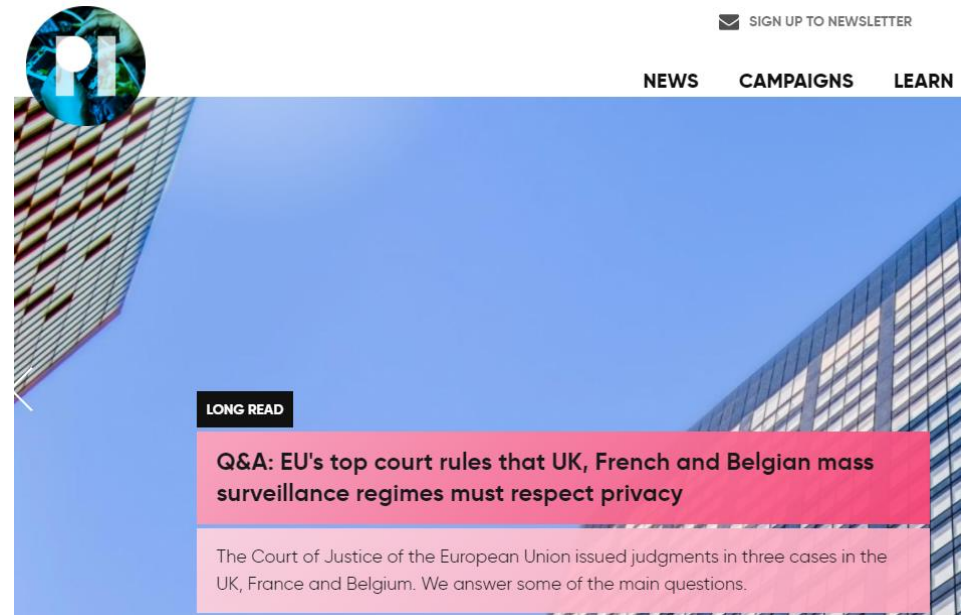 PI
SIGN UP TO NEWSLETTER
NEWS CAMPAIGNS LEARN
LONG READ
Q&A: EU's top court rules that UK, French and Belgian mass
surveillance regimes must respect privacy
The Court of Justice of the European Union issued judgments in three cases in the
UK, France and Belgium. We answer some of the main questions.